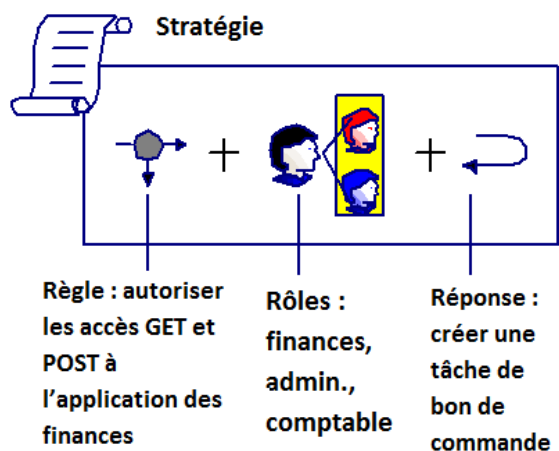 Stratégie
Règle : autoriser
les accès GET et
POST à
l’application des
finances
Rôles :
finances,
admin.,
comptable
Réponse :
créer une
tâche de
bon de
commande